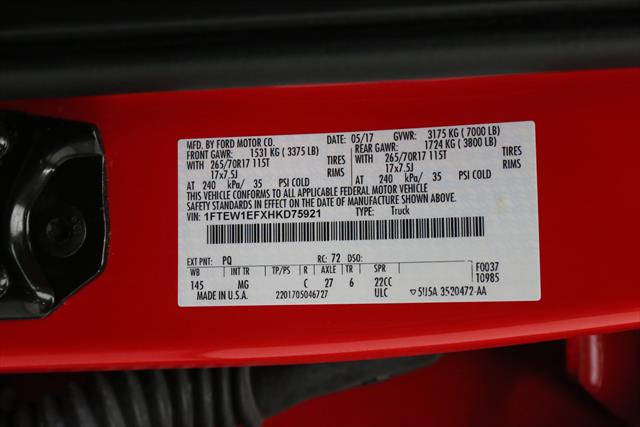 MFD. BY FORD MOTOR CO. 05/17 GVWR: 3175 KG (7000 LB)
FRONT GAWR: 1531 KG (3375 LB) REAR GAWR: 1724 KG (3800 LB)
WITH 265/70R17 115T TIRES WITH 265/70R17 115T TIRES
17x7.5J RIMS 17x7.5J RIMS
AT 240 kPa/ 35 PSI COLD AT 240 kPa/ 35 PSI COLD
THIS VEHICLE CONFORMS TO ALL APPLICABLE FEDERAL MOTOR VEHICLE
SAFETY STANDARDS IN EFFECT ON THE DATE OF MANUFACTURE SHOWN ABOVE.
VIN: 1FTEW1EFXHKD75921 TYPE: Truck
EXT PNT: PQ RC: 72 DSO:
WB INT TR TP/PS R AXLE TR SPR F0037
145 MG C 27 6 22CC T0985
MADE IN U.S.A. 2201705046727 ULC ▽5U5A 3520472 AA